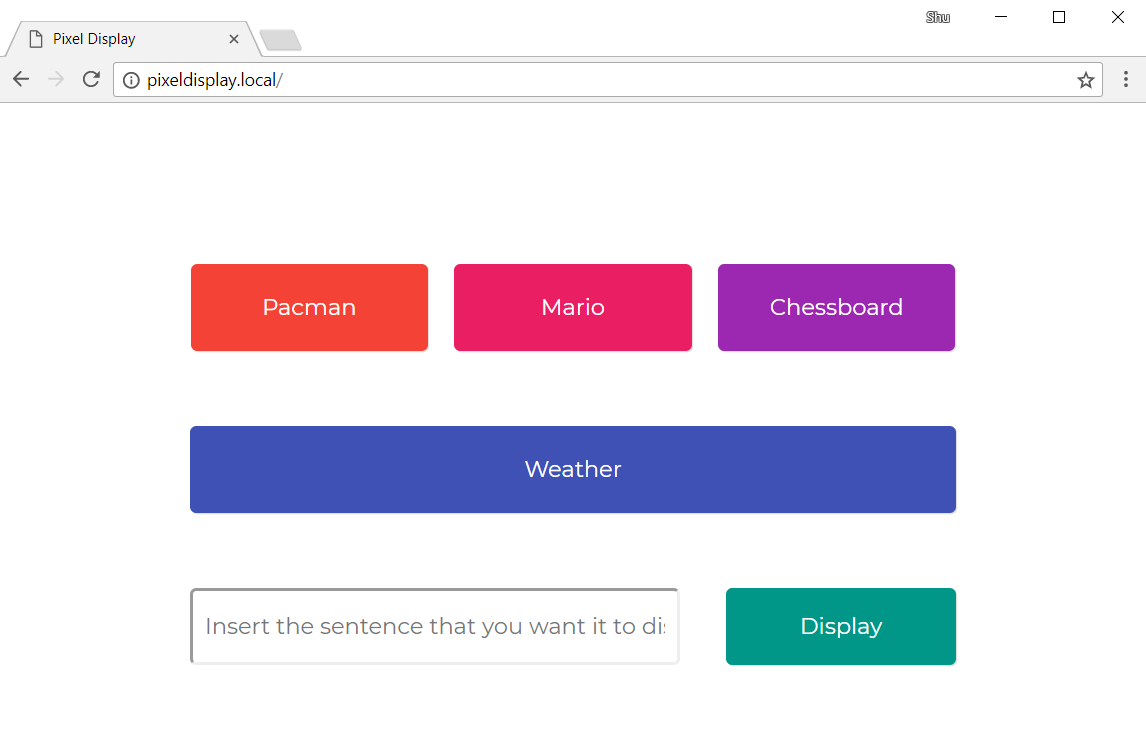 Shu
Pixel Display
pixeldisplay.local/
Pacman
Mario
Chessboard
Weather
Insert the sentence that you want it to dis
Display